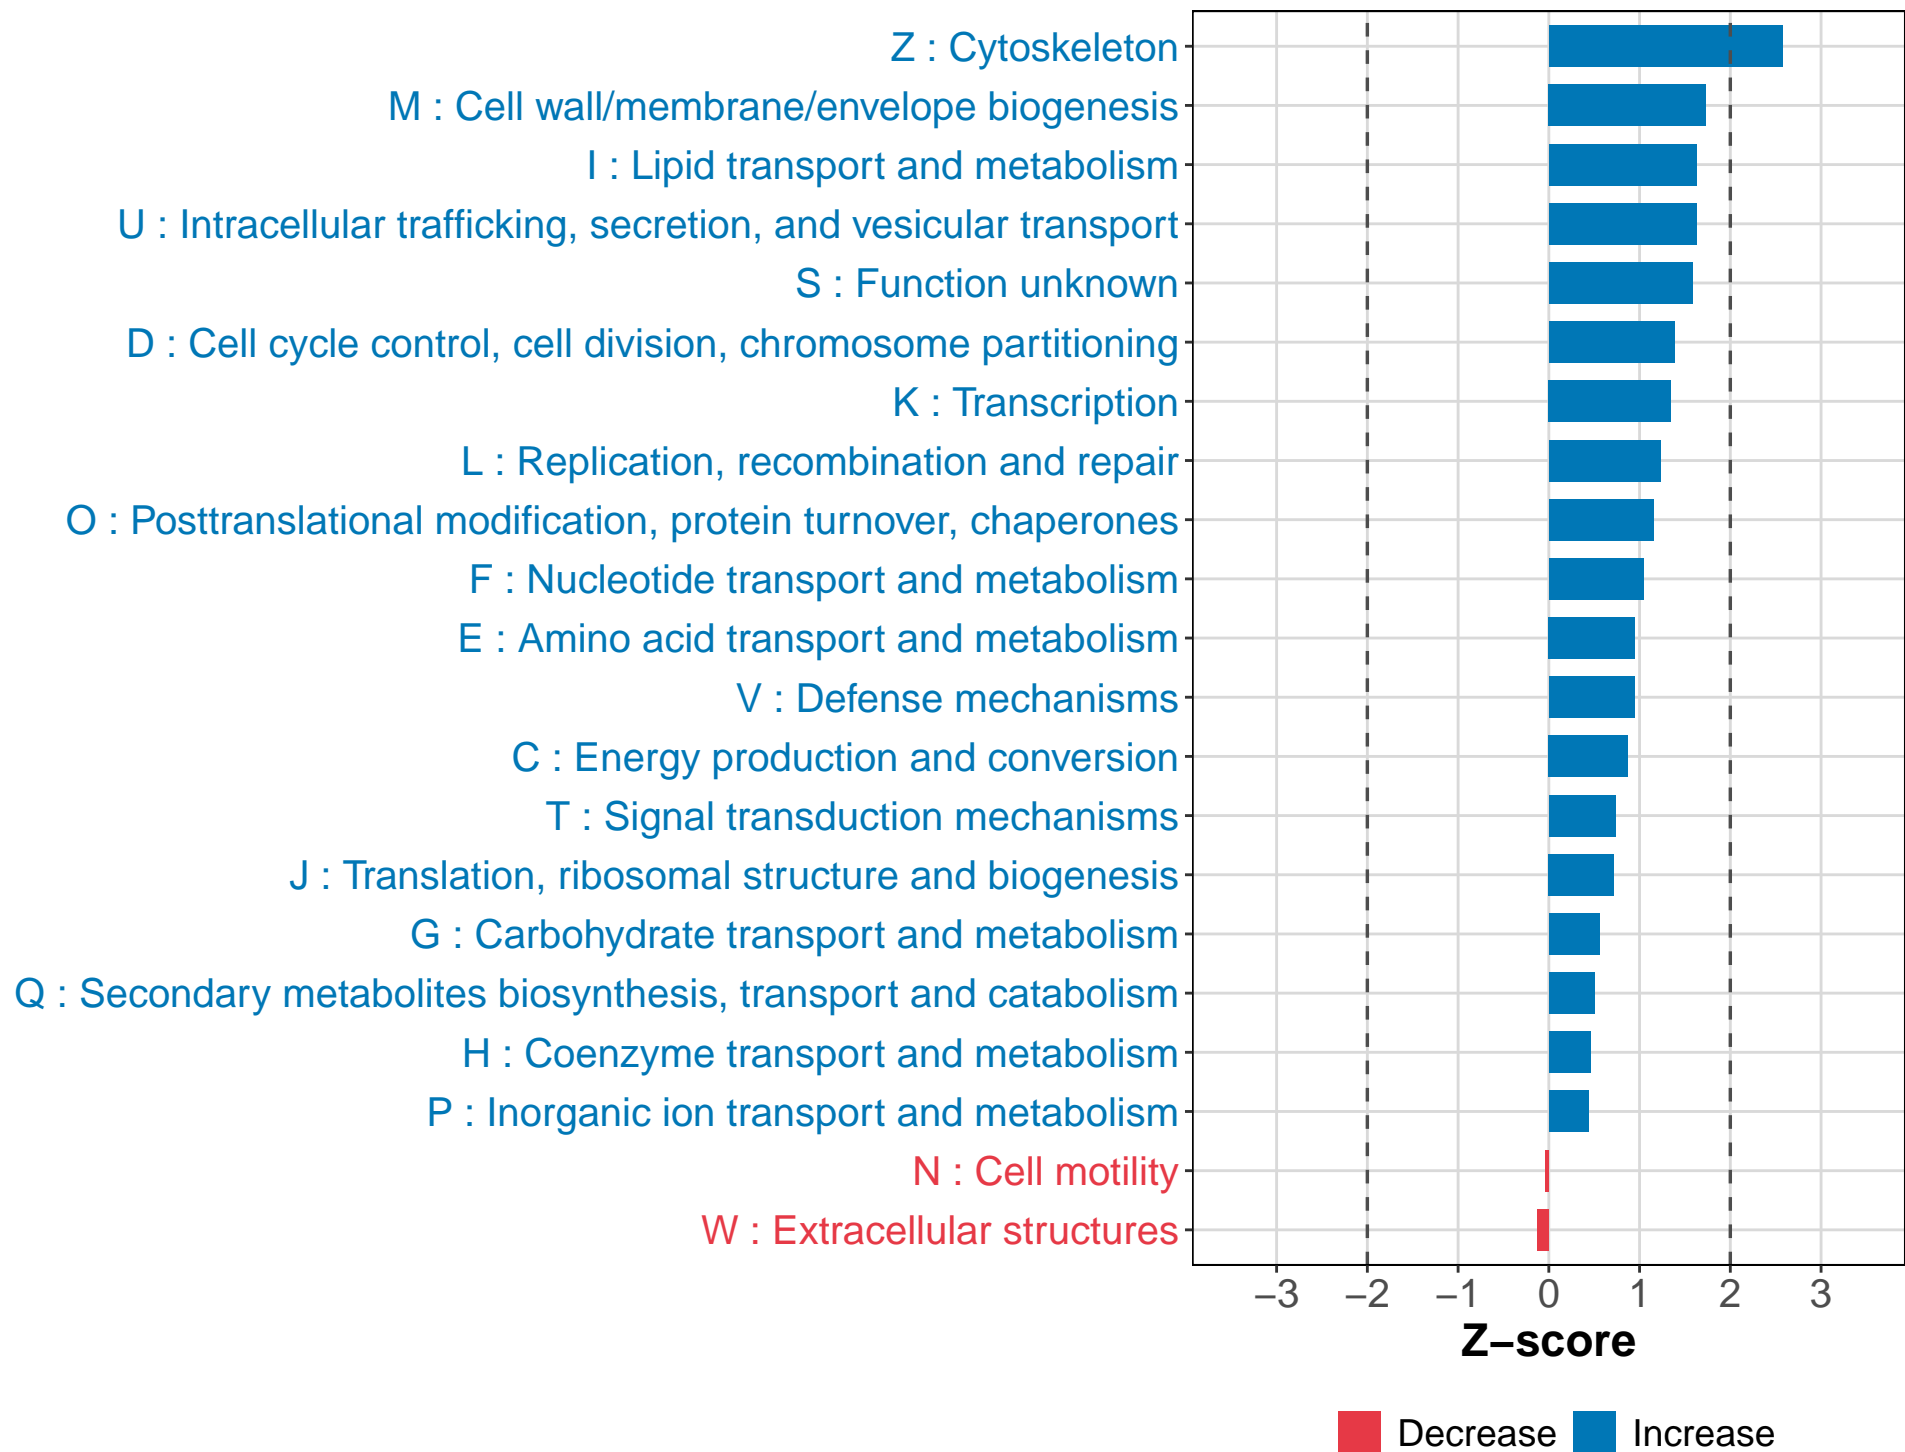 Z : Cytoskeleton
M : Cell wall/membrane/envelope biogenesis
I : Lipid transport and metabolism
U : Intracellular trafficking, secretion, and vesicular transport
S : Function unknown
D : Cell cycle control, cell division, chromosome partitioning
K : Transcription
L : Replication, recombination and repair
O : Posttranslational modification, protein turnover, chaperones
F : Nucleotide transport and metabolism
E : Amino acid transport and metabolism
V : Defense mechanisms
C : Energy production and conversion
T : Signal transduction mechanisms
J : Translation, ribosomal structure and biogenesis
G : Carbohydrate transport and metabolism
Q : Secondary metabolites biosynthesis, transport and catabolism
H : Coenzyme transport and metabolism
P : Inorganic ion transport and metabolism
N : Cell motility
W : Extracellular structures
−3 −2 −1 0 1 2 3
Z−score
Decrease Increase